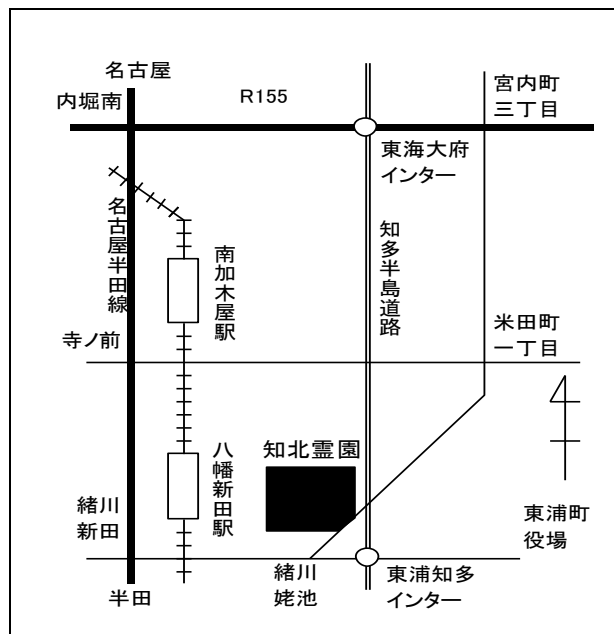 名古屋
内堀南
R155
宮内町
三丁目
東海大府
インター
名古屋半田線
南加木屋駅
知多半島道路
寺ノ前
米田町
一丁目
八幡新田駅
知北霊園
緒川
新田
東浦町
役場
半田
緒川
姥池
東浦知多
インター